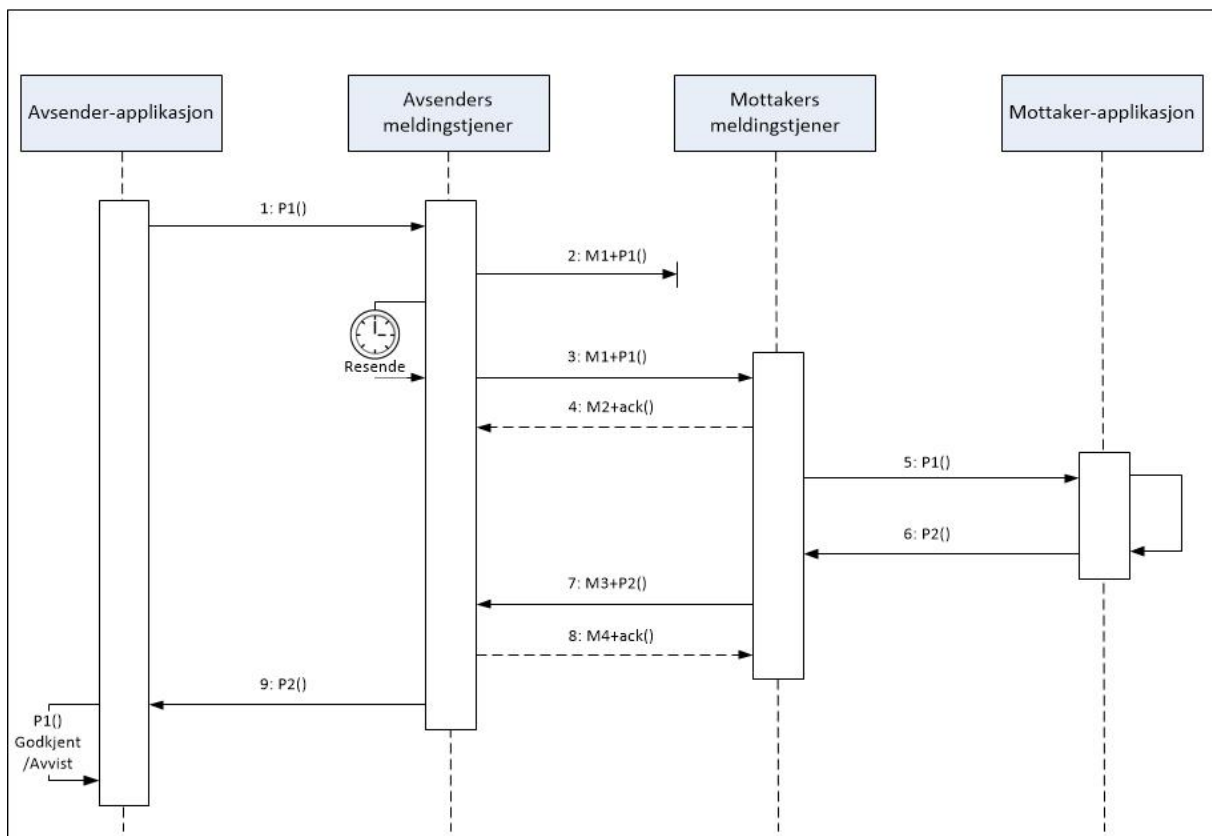 Avsender-applikasjon
Avsenders
meldingstjener
Mottakers
meldingstjener
Mottaker-applikasjon
1: P1()
2: M1+P1()
Resende
3: M1+P1()
4: M2+ack()
5: P1()
6: P2()
7: M3+P2()
8: M4+ack()
9: P2()
P1()
Godkjent
/Avvist